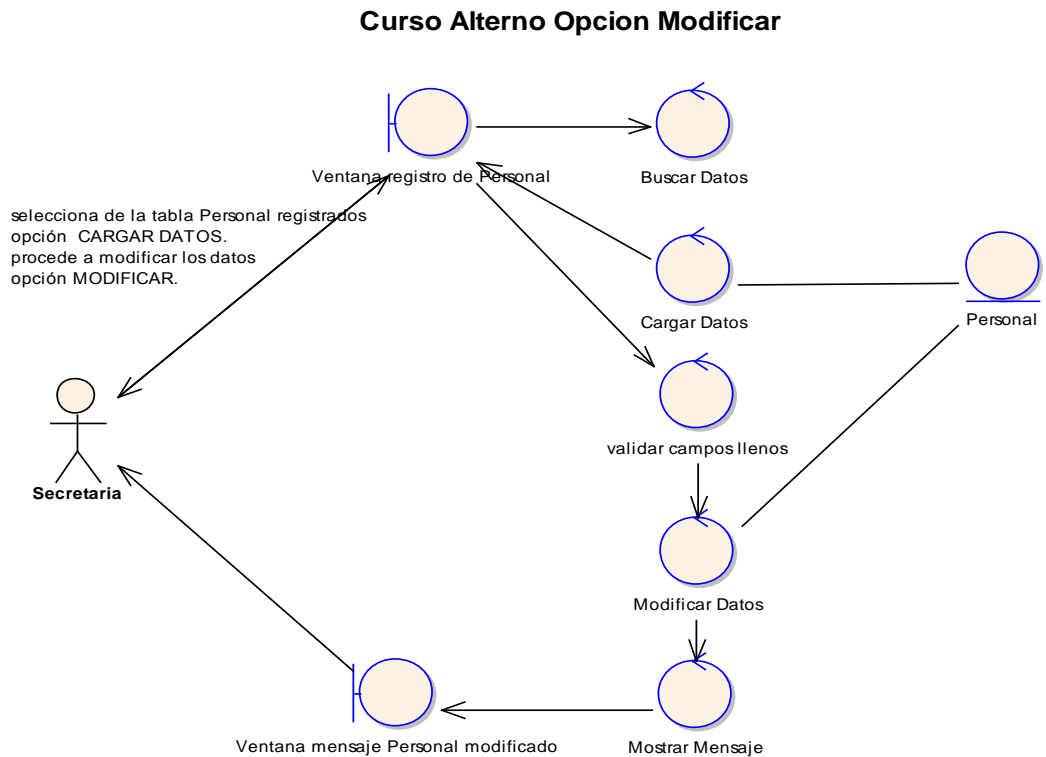 Curso Alterno Opcion Modificar
Ventana registro de Personal
Buscar Datos
selecciona de la tabla Personal registrados
opción CARGAR DATOS.
procede a modificar los datos
opción MODIFICAR.
Cargar Datos
Personal
validar campos llenos
Secretaria
Modificar Datos
Ventana mensaje Personal modificado
Mostrar Mensaje